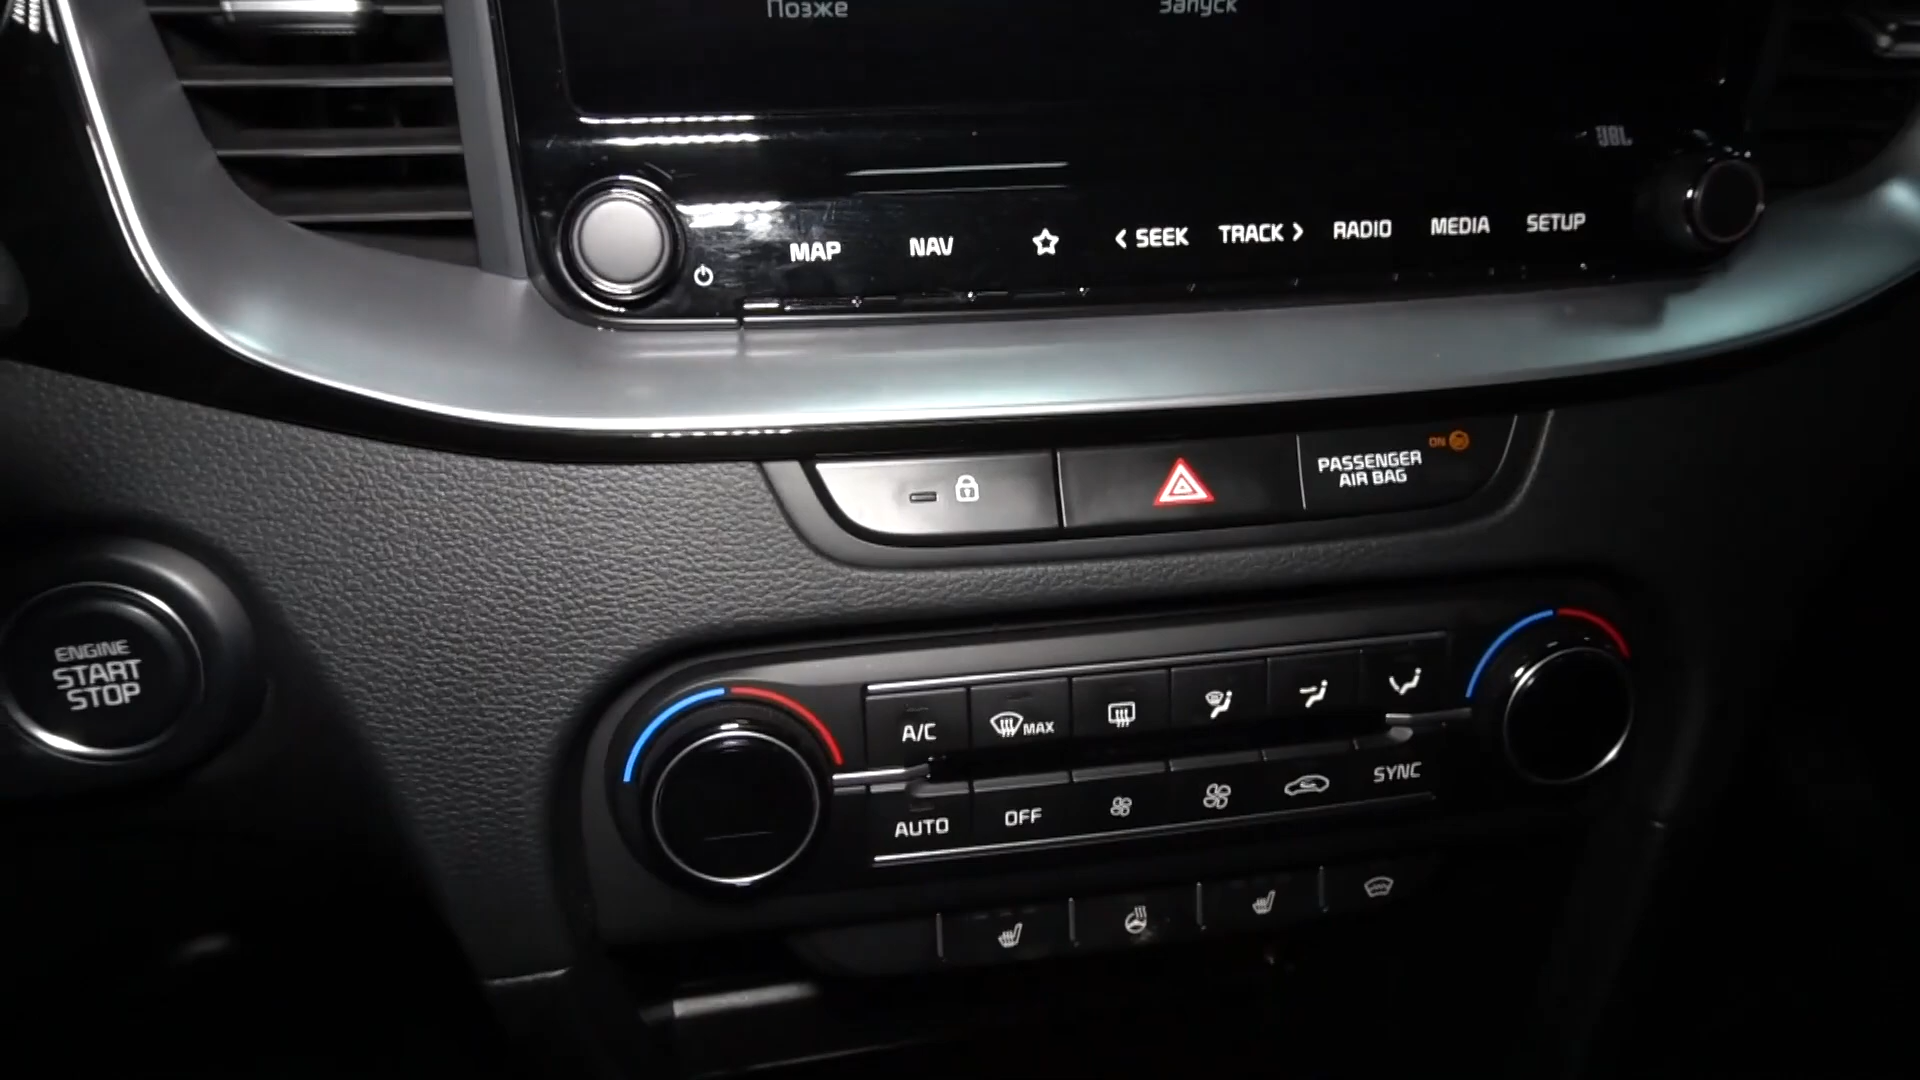 Позже
Запуск
JBL
MAP
NAV
< SEEK
TRACK >
RADIO
MEDIA
SETUP
PASSENGER
AIR BAG
ON
ENGINE
START
STOP
A/C
MAX
AUTO
OFF
SYNC